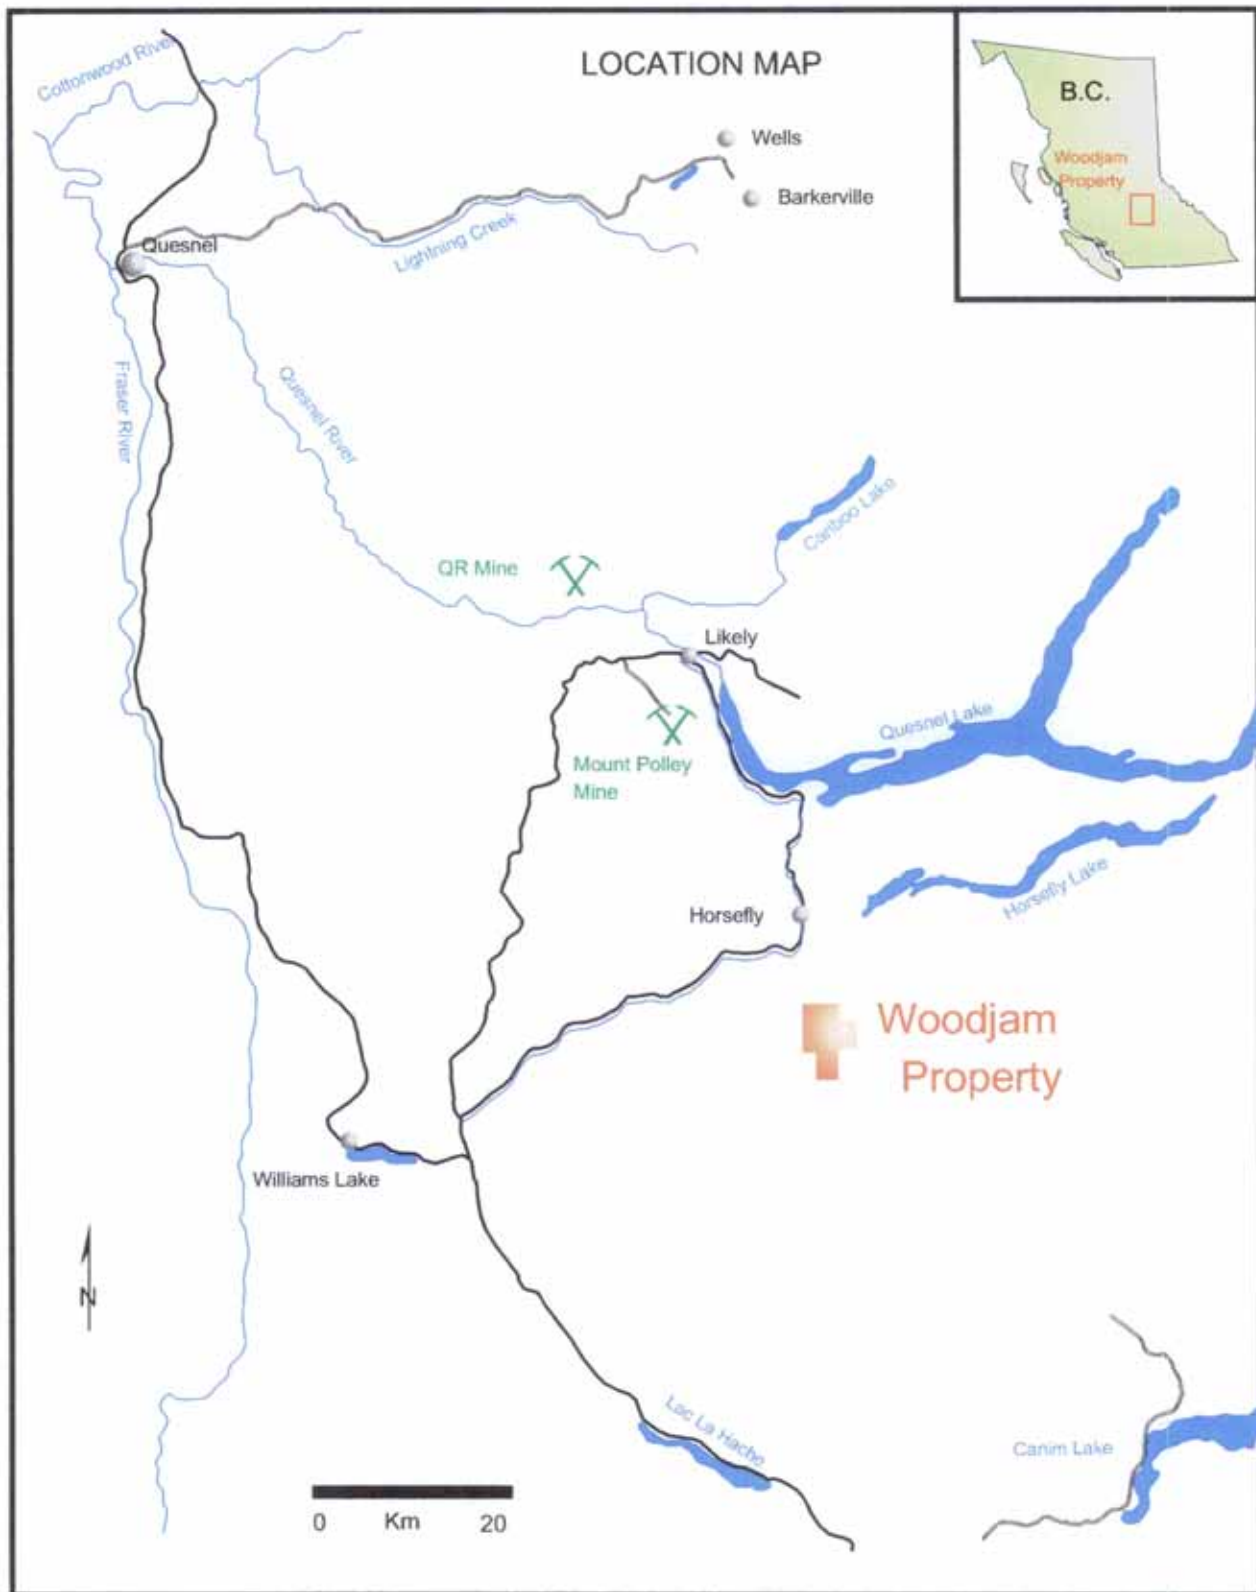 LOCATION MAP
B.C.
Woodjam
Property
Cottonwood River
Wells
Barkerville
Quesnel
Lightning Creek
Fraser River
Quesnel River
Cariboo Lake
QR Mine
Likely
Quesnel Lake
Mount Polley
Mine
Horsefly Lake
Horsefly
Woodjam
Property
Williams Lake
N
Lac La Hache
Canim Lake
0 Km 20